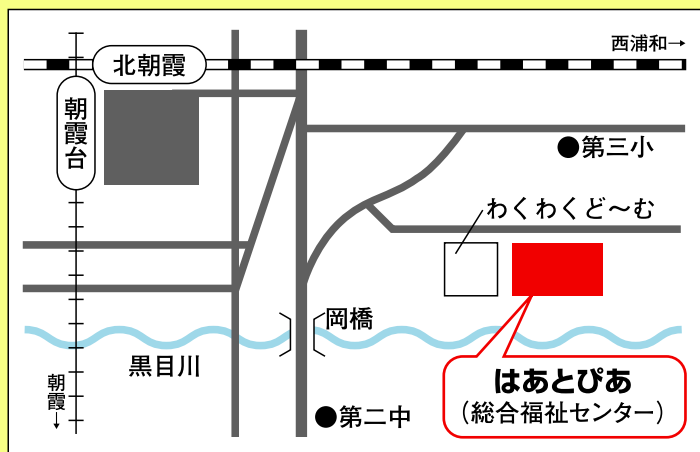 西浦和→
北朝霞
朝霞台
●第三小
わくわくど～む
岡橋
黒目川
はあとぴあ
（総合福祉センター）
朝霞
↓
●第二中